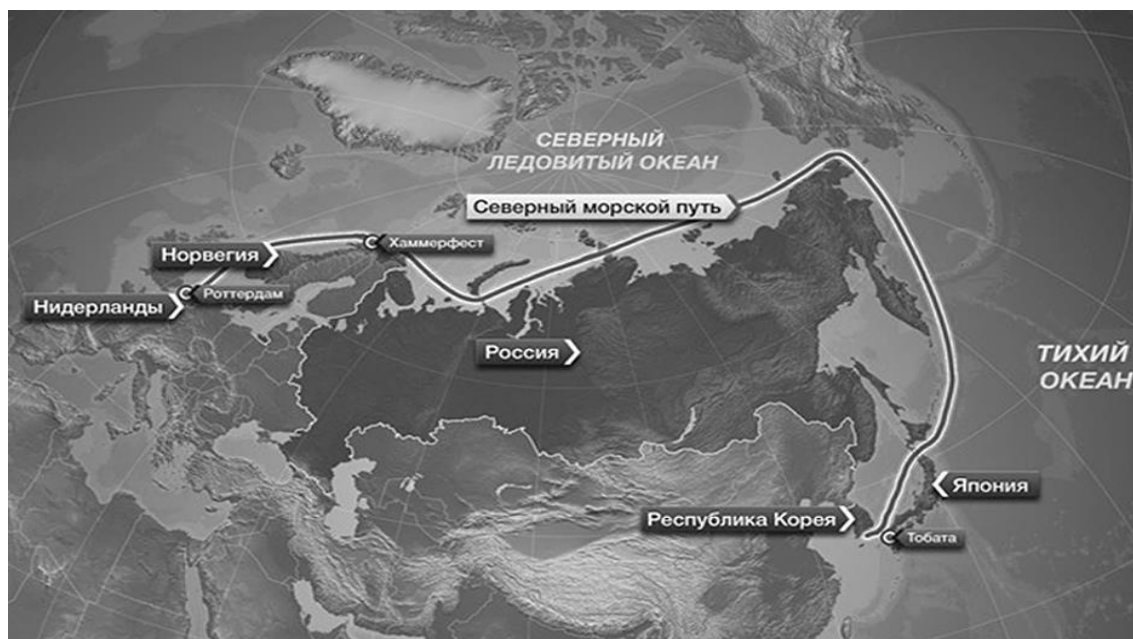 СЕВЕРНЫЙ
ЛЕДОВИТЫЙ ОКЕАН
Северный морской путь
Хаммерфест
Норвегия
Роттердам
Нидерланды
Россия
ТИХИЙ
ОКЕАН
Япония
Республика Корея
Тобата